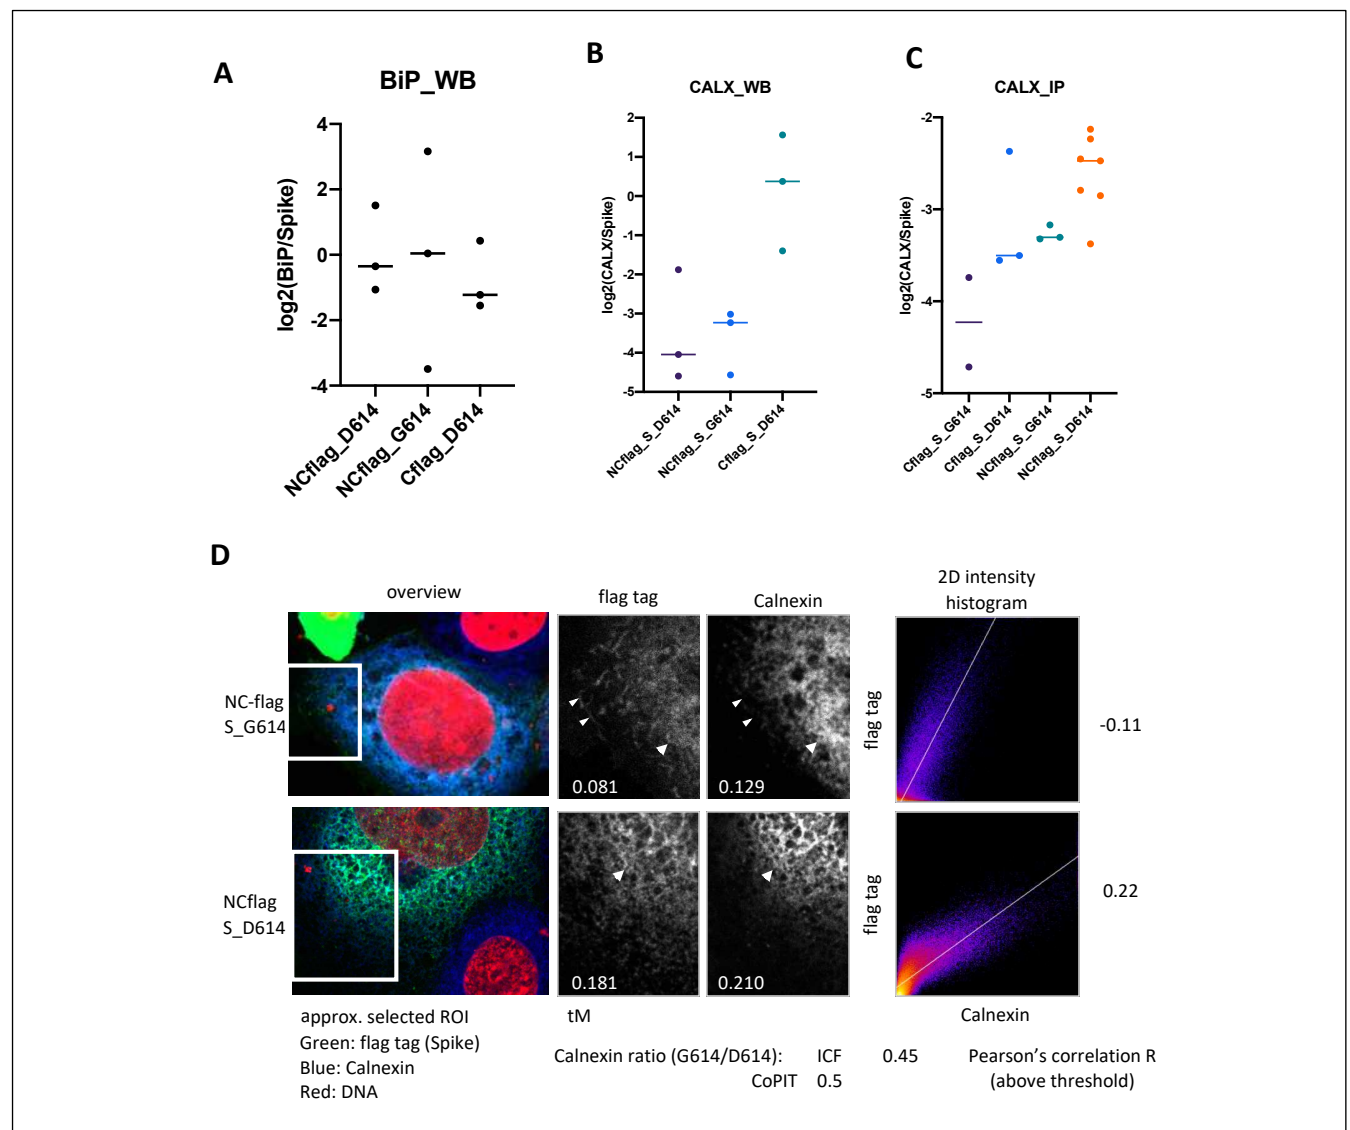 A
BiP_WB
log2(BiP/Spike)
4
2
0
-2
-4
NCflag_D614
NCflag_G614
Cflag_D614
B
CALX_WB
log2(CALX/Spike)
2
1
0
-1
-2
-3
-4
-5
NCflag_S_D614
NCflag_S_G614
Cflag_S_D614
C
CALX_IP
log2(CALX/Spike)
-2
-3
-4
-5
Cflag_S_G614
Cflag_S_D614
NCflag_S_G614
NCflag_S_D614
D
overview
flag tag
Calnexin
2D intensity
histogram
NC-flag
S_G614
0.081
0.129
flag tag
-0.11
NCflag
S_D614
0.181
0.210
flag tag
0.22
approx. selected ROI
Green: flag tag (Spike)
Blue: Calnexin
Red: DNA
tM
Calnexin
Calnexin ratio (G614/D614): ICF 0.45
CoPIT 0.5
Pearson's correlation R
(above threshold)